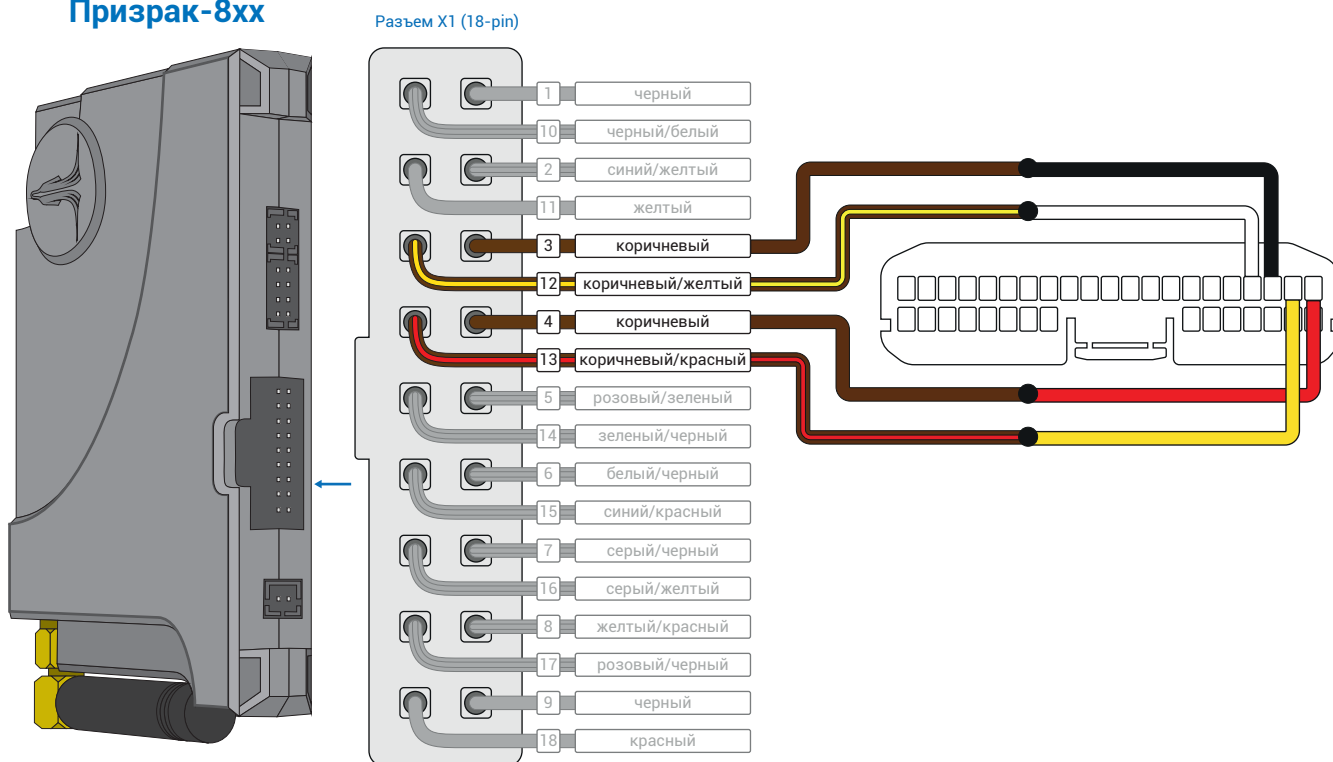 Призрак-8xx
Разъем X1 (18-pin)
1 черный
10 черный/белый
2 синий/желтый
11 желтый
3 коричневый
12 коричневый/желтый
4 коричневый
13 коричневый/красный
5 розовый/зеленый
14 зеленый/черный
6 белый/черный
15 синий/красный
7 серый/черный
16 серый/желтый
8 желтый/красный
17 розовый/черный
9 черный
18 красный